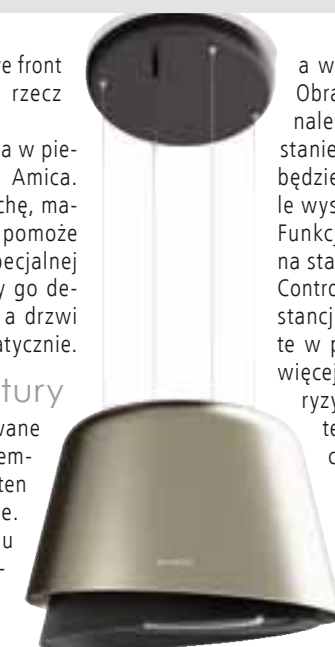 e front
rzecz
a w pie-
Amica.
chę, ma-
pomoże
pecjalnej
y go de-
a drzwi
atycznie.
tury
wane
em-
ten
e.
u
-
a w
Obra
nale
stanie
będzie
le wys
Funkcj
na sta
Contro
stancj
te w p
więcej
ryzy
te